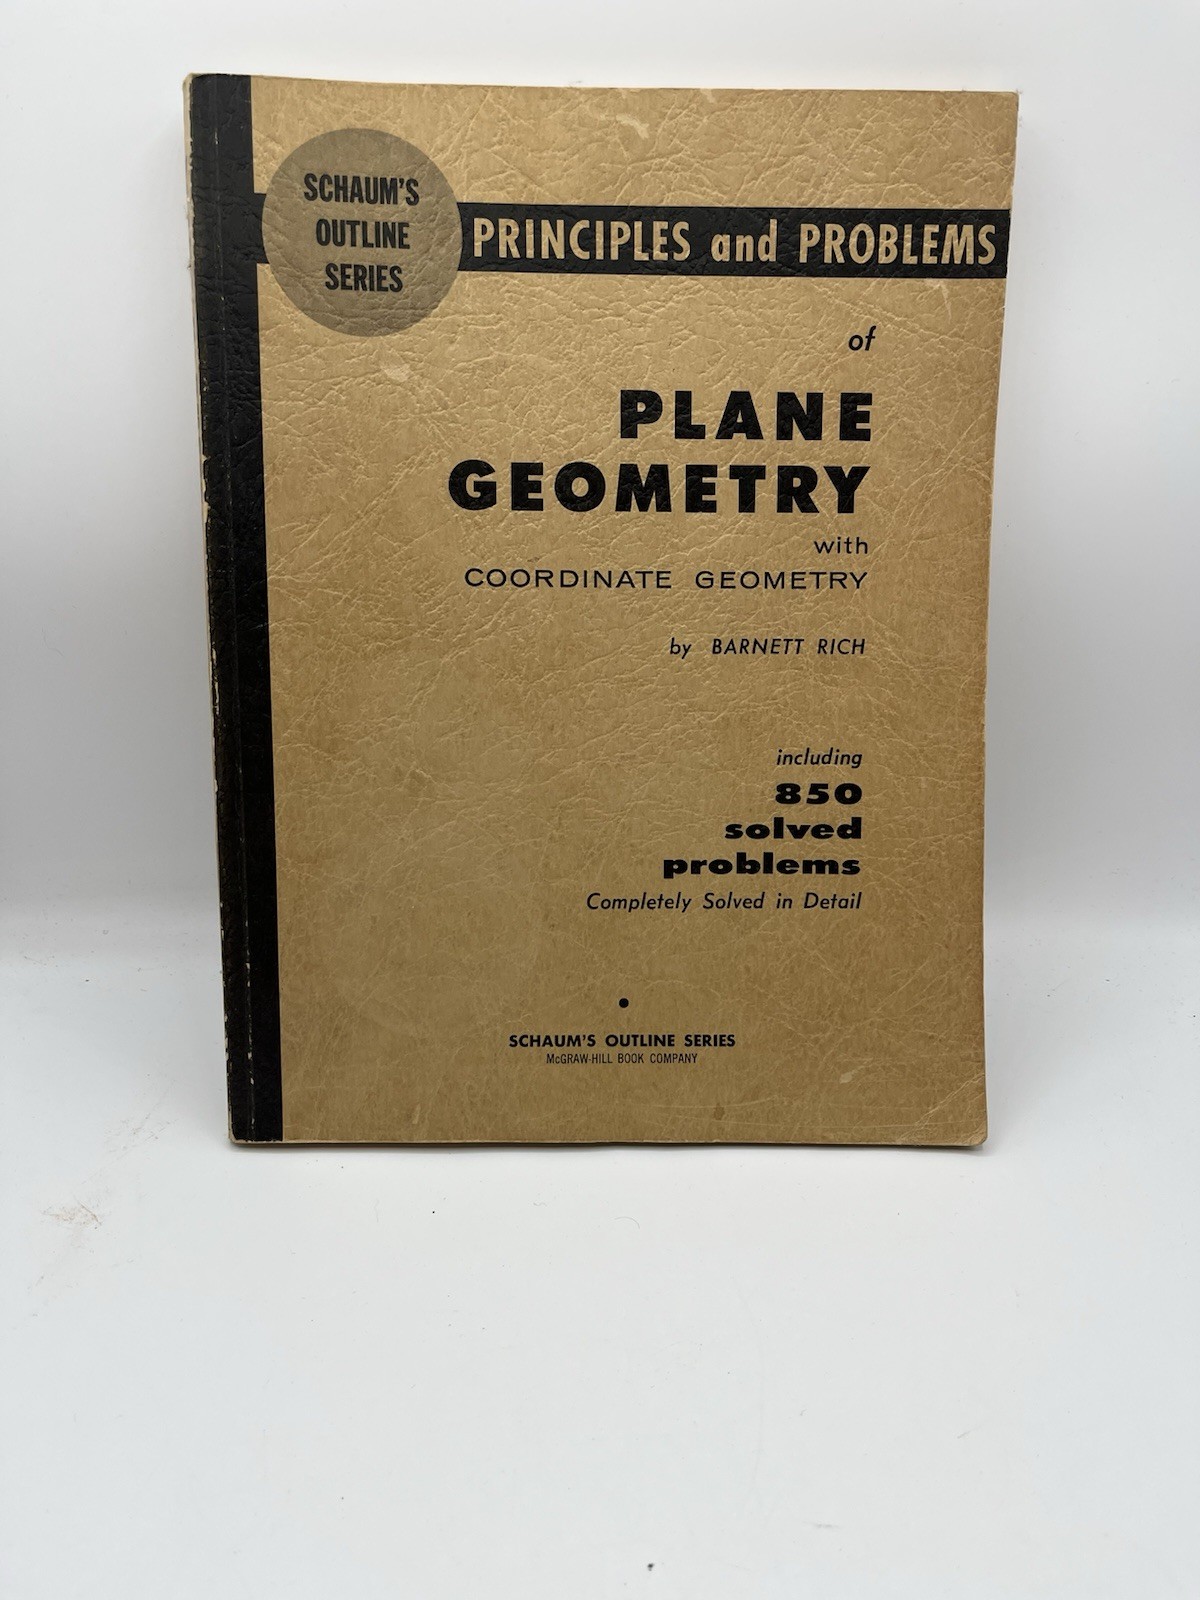 SCHAUM'S
OUTLINE
SERIES
PRINCIPLES and PROBLEMS
of
PLANE
GEOMETRY
with
COORDINATE GEOMETRY
by BARNETT RICH
including
850
solved
problems
Completely Solved in Detail
SCHAUM'S OUTLINE SERIES
McGRAW-HILL BOOK COMPANY